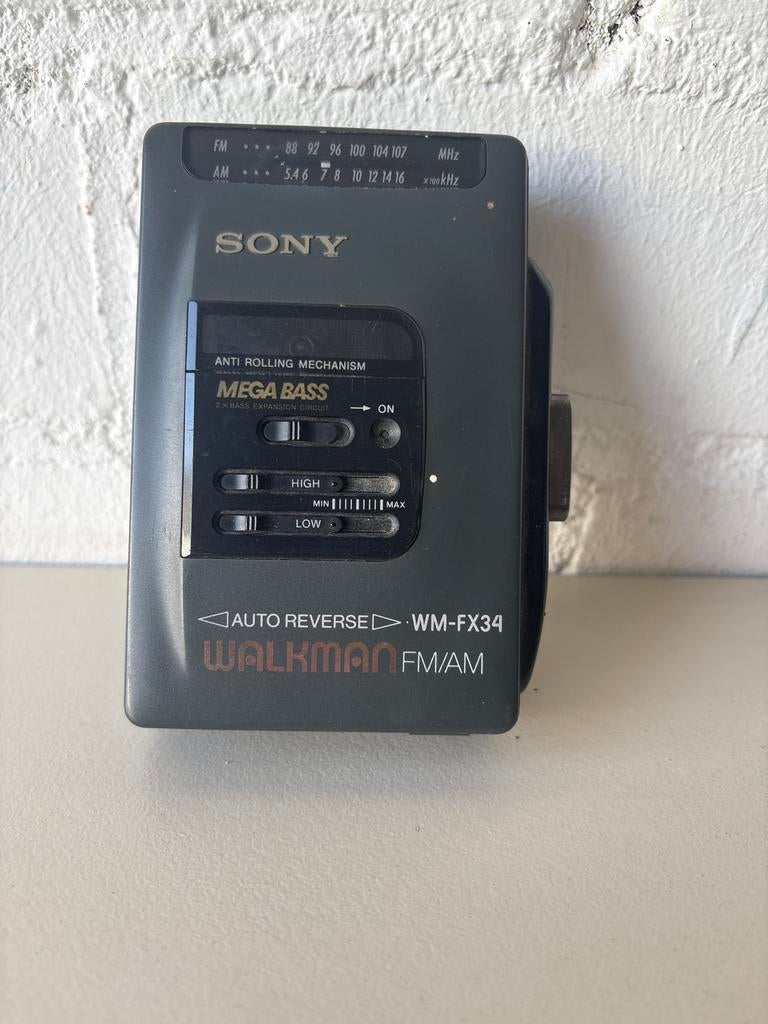 FM ··· 88 92 96 100 104 107 MHz
AM ··· 5.4 6 7 8 10 12 14 16 ×100kHz
SONY
ANTI ROLLING MECHANISM
MEGA BASS
2 × BASS EXPANSION CIRCUIT
→ ON
HIGH
MIN MAX
LOW
◁ AUTO REVERSE ▷ ·WM-FX34
WALKMAN FM/AM